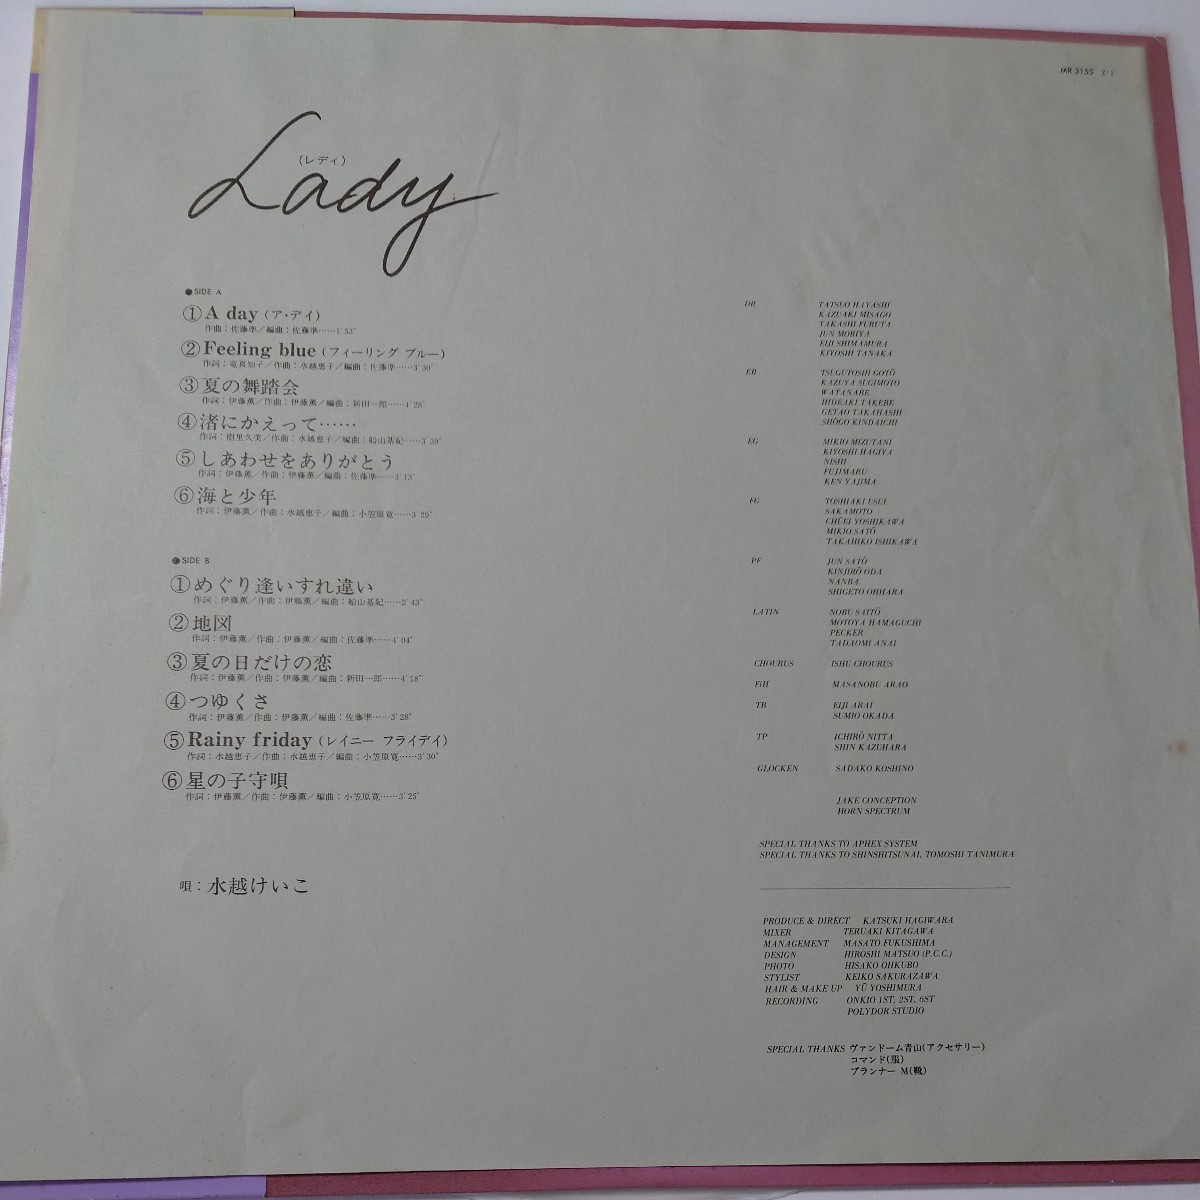 MR 3155 2/1
Lady
(レディ)
●SIDE A
①A day (ア・デイ)
作曲：佐藤準／編曲：佐藤準……1'53"
②Feeling blue (フィーリング ブルー)
作詞：竜真知子／作曲：水越恵子／編曲：佐藤準……3'30"
③夏の舞踏会
作詞：伊藤薫／作曲：伊藤薫／編曲：新田一郎……4'28"
④渚にかえって……
作詞：樹里久美／作曲：水越恵子／編曲：船山基紀……3'39"
⑤しあわせをありがとう
作詞：伊藤薫／作曲：伊藤薫／編曲：佐藤準……3'13"
⑥海と少年
作詞：伊藤薫／作曲：水越恵子／編曲：小笠原寛……3'29"
●SIDE B
①めぐり逢いすれ違い
作詞：伊藤薫／作曲：伊藤薫／編曲：船山基紀……2'43"
②地図
作詞：伊藤薫／作曲：伊藤薫／編曲：佐藤準……4'04"
③夏の日だけの恋
作詞：伊藤薫／作曲：伊藤薫／編曲：新田一郎……4'18"
④つゆくさ
作詞：伊藤薫／作曲：伊藤薫／編曲：佐藤準……3'28"
⑤Rainy friday (レイニー フライデイ)
作詞：水越恵子／作曲：水越恵子／編曲：小笠原寛……3'30"
⑥星の子守唄
作詞：伊藤薫／作曲：伊藤薫／編曲：小笠原寛……3'25"
唄：水越けいこ
DR TATSUO HAYASHI
KAZUAKI MISAGO
TAKASHI FURUTA
JUN MORIYA
EIJI SHIMAMURA
KIYOSHI TANAKA
EB TSUGUTOSHI GOTŌ
KAZUYA SUGIMOTO
WATANABE
HIDEAKI TAKEBE
GETAO TAKAHASHI
SHŌGO KINDAICHI
EG MIKIO MIZUTANI
KIYOSHI HAGIYA
NISHI
FUJIMARU
KEN YAJIMA
FG TOSHIAKI USUI
SAKAMOTO
CHŪEI YOSHIKAWA
MIKIO SATŌ
TAKAHIKO ISHIKAWA
PF JUN SATŌ
KINJIRŌ ODA
NANBA
SHIGETO OHHARA
LATIN NOBU SAITŌ
MOTOYA HAMAGUCHI
PECKER
TADAOMI ANAI
CHOURUS ISHU CHOURUS
FlH MASANOBU ARAO
TB EIJI ARAI
SUMIO OKADA
TP ICHIRŌ NITTA
SHIN KAZUHARA
GLOCKEN SADAKO KOSHINO
JAKE CONCEPTION
HORN SPECTRUM
SPECIAL THANKS TO APHEX SYSTEM
SPECIAL THANKS TO SHINSHITSUNAI, TOMOSHI TANIMURA
PRODUCE & DIRECT KATSUKI HAGIWARA
MIXER TERUAKI KITAGAWA
MANAGEMENT MASATO FUKUSHIMA
DESIGN HIROSHI MATSUO (P.C.C.)
PHOTO HISAKO OHKUBO
STYLIST KEIKO SAKURAZAWA
HAIR & MAKE UP YŪ YOSHIMURA
RECORDING ONKIO 1ST, 2ST, 6ST
POLYDOR STUDIO
SPECIAL THANKS ヴァンドーム青山(アクセサリー)
コマンド(服)
プランナー M(靴)